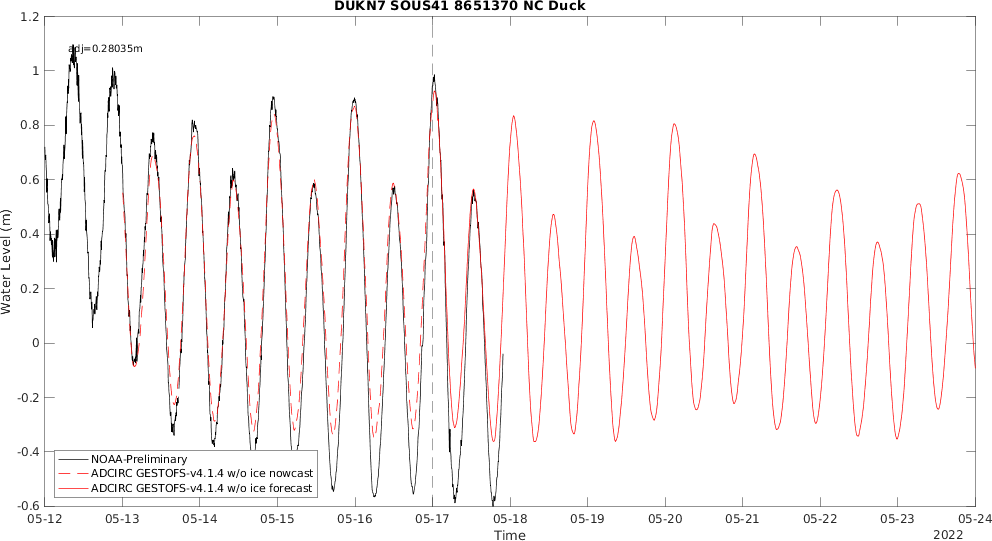 DUKN7 SOUS41 8651370 NC Duck
1.2
adj=0.28035m
1
0.8
0.6
0.4
0.2
0
-0.2
-0.4
-0.6
Water Level (m)
NOAA-Preliminary
ADCIRC GESTOFS-v4.1.4 w/o ice nowcast
ADCIRC GESTOFS-v4.1.4 w/o ice forecast
05-12 05-13 05-14 05-15 05-16 05-17 05-18 05-19 05-20 05-21 05-22 05-23 05-24
Time
2022